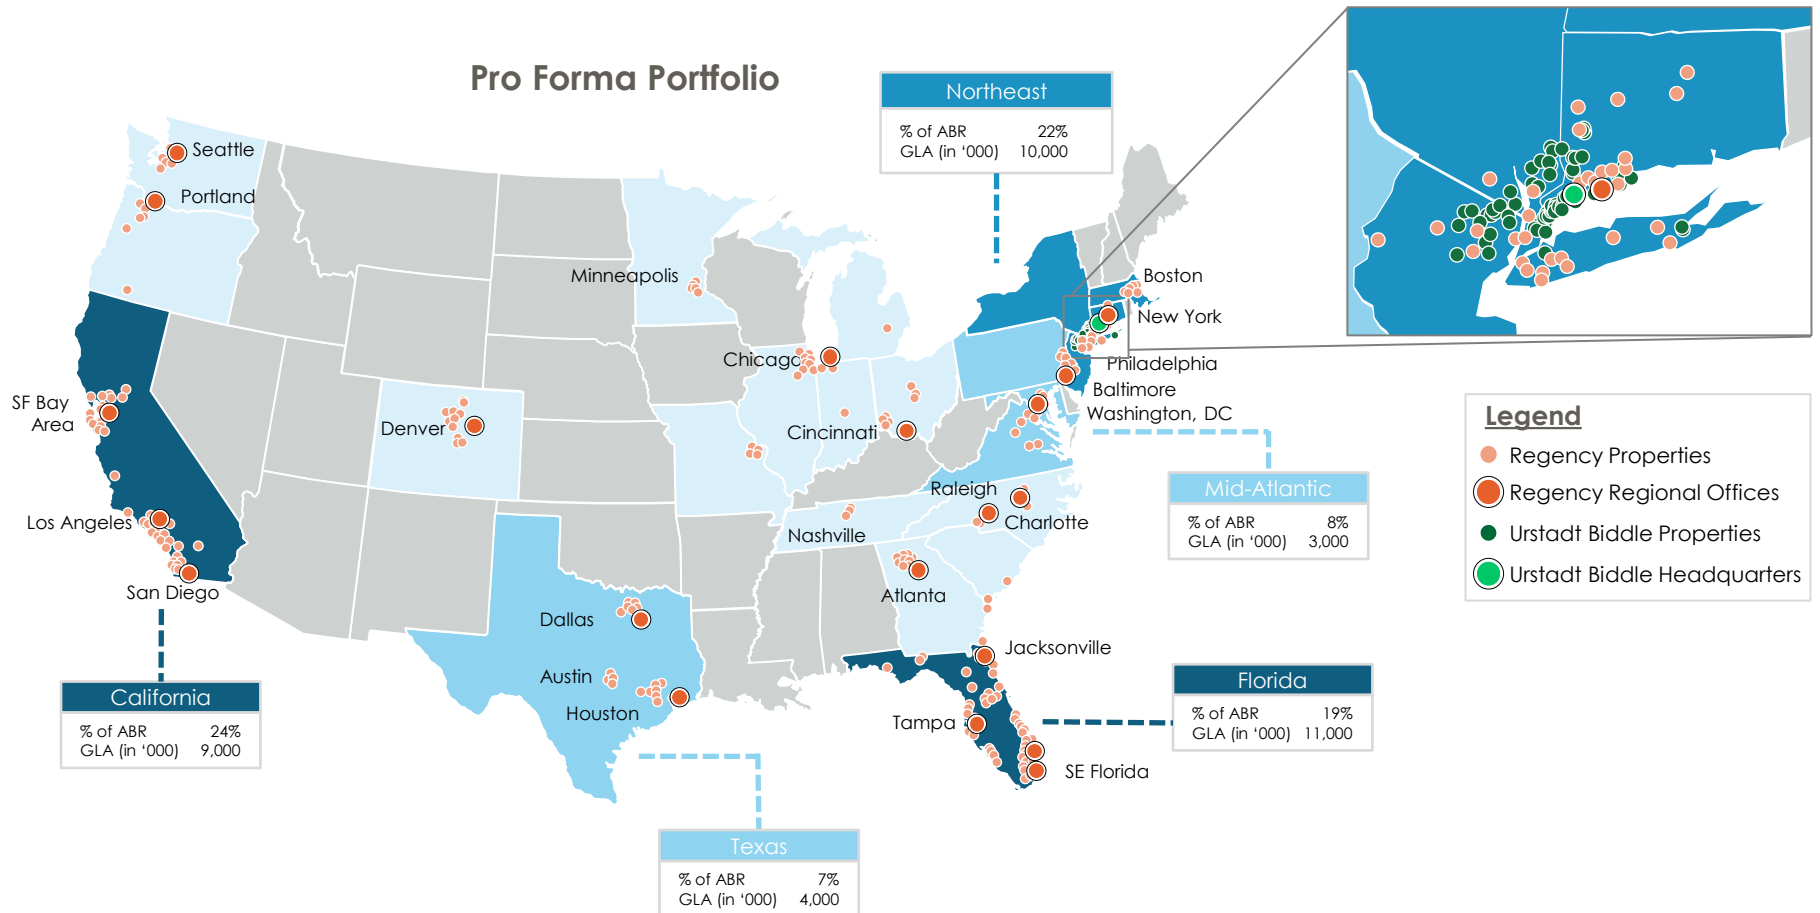 Pro Forma Portfolio
Northeast
% of ABR 22%
GLA (in ‘000) 10,000
Seattle
Portland
Minneapolis
Boston
New York
Chicago
Philadelphia
Baltimore
Washington, DC
SF Bay
Area
Denver
Cincinnati
Legend
Regency Properties
Regency Regional Offices
Urstadt Biddle Properties
Urstadt Biddle Headquarters
Mid-Atlantic
% of ABR 8%
GLA (in ‘000) 3,000
Raleigh
Charlotte
Nashville
Los Angeles
San Diego
Atlanta
Dallas
Austin
Houston
Jacksonville
Tampa
SE Florida
California
% of ABR 24%
GLA (in ‘000) 9,000
Florida
% of ABR 19%
GLA (in ‘000) 11,000
Texas
% of ABR 7%
GLA (in ‘000) 4,000